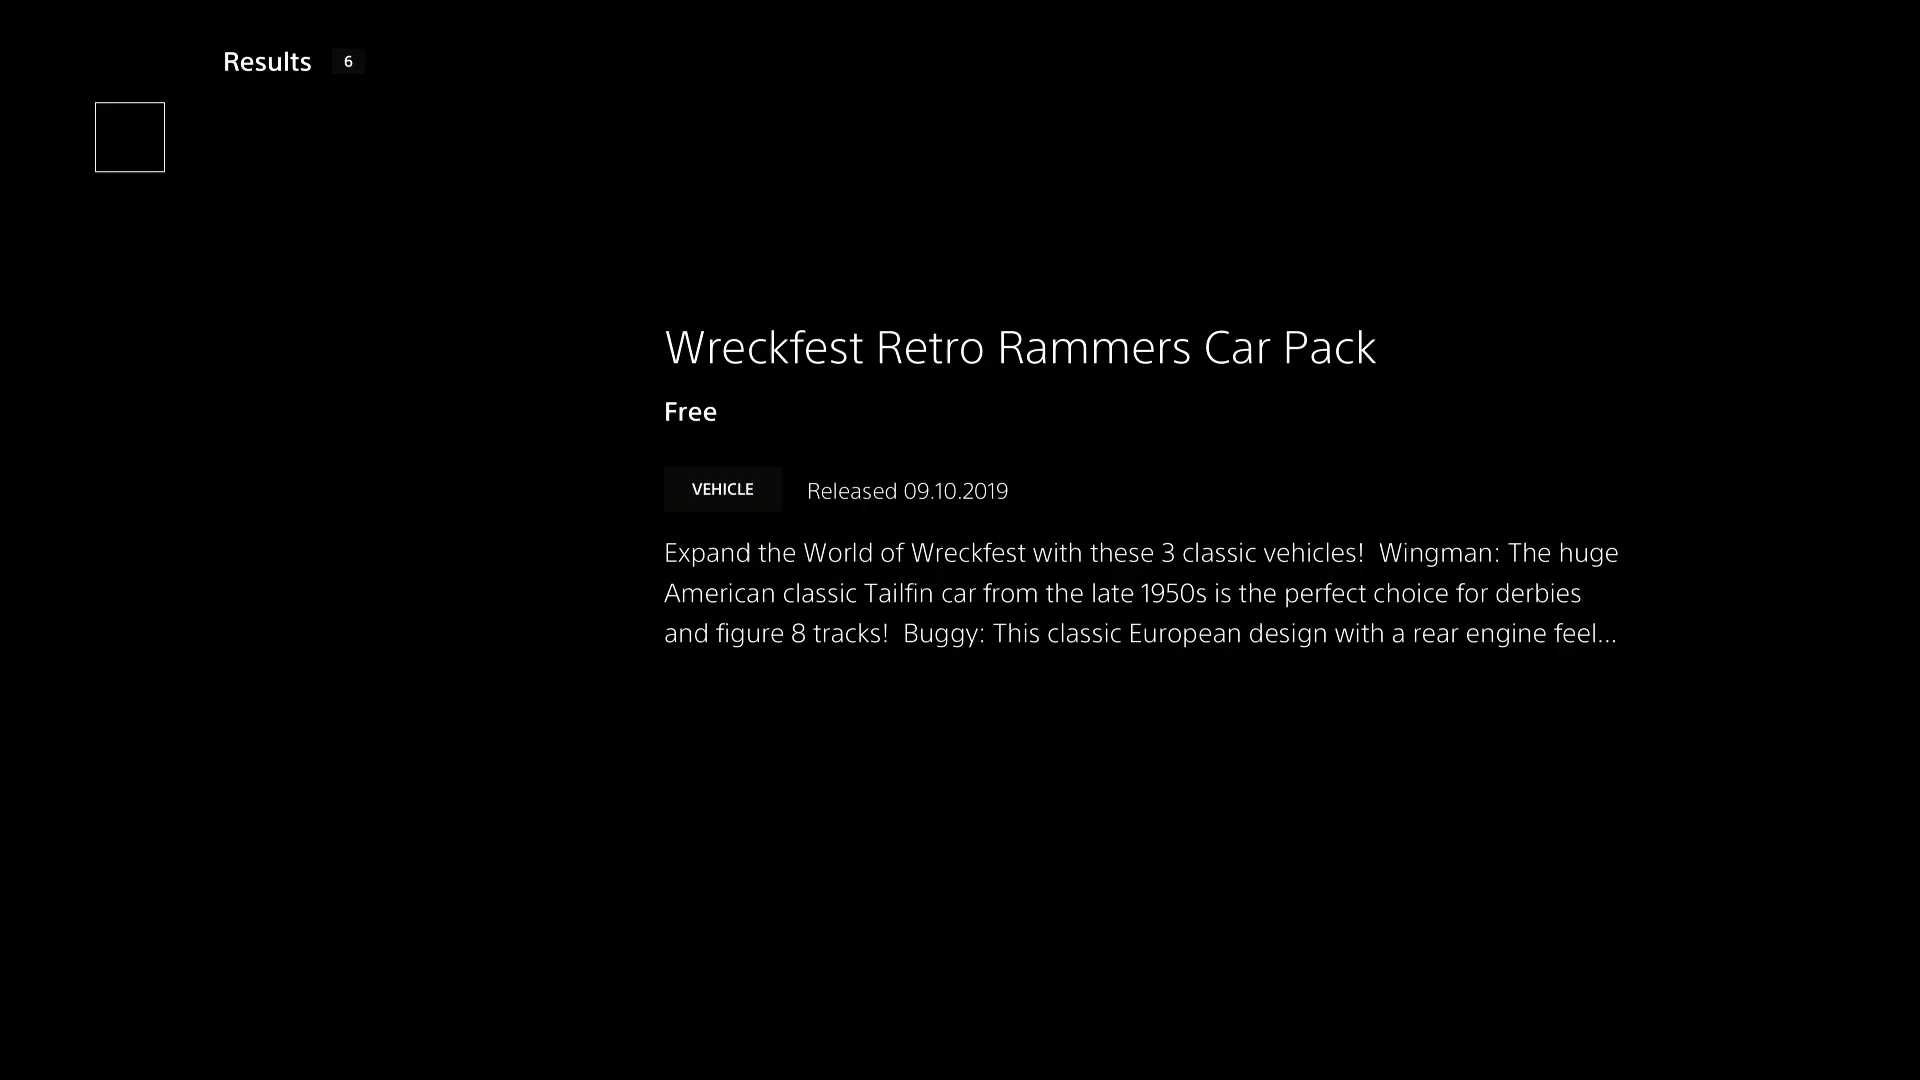 Results 6
Wreckfest Retro Rammers Car Pack
Free
VEHICLE Released 09.10.2019
Expand the World of Wreckfest with these 3 classic vehicles!  Wingman: The huge
American classic Tailfin car from the late 1950s is the perfect choice for derbies
and figure 8 tracks!  Buggy: This classic European design with a rear engine feel...